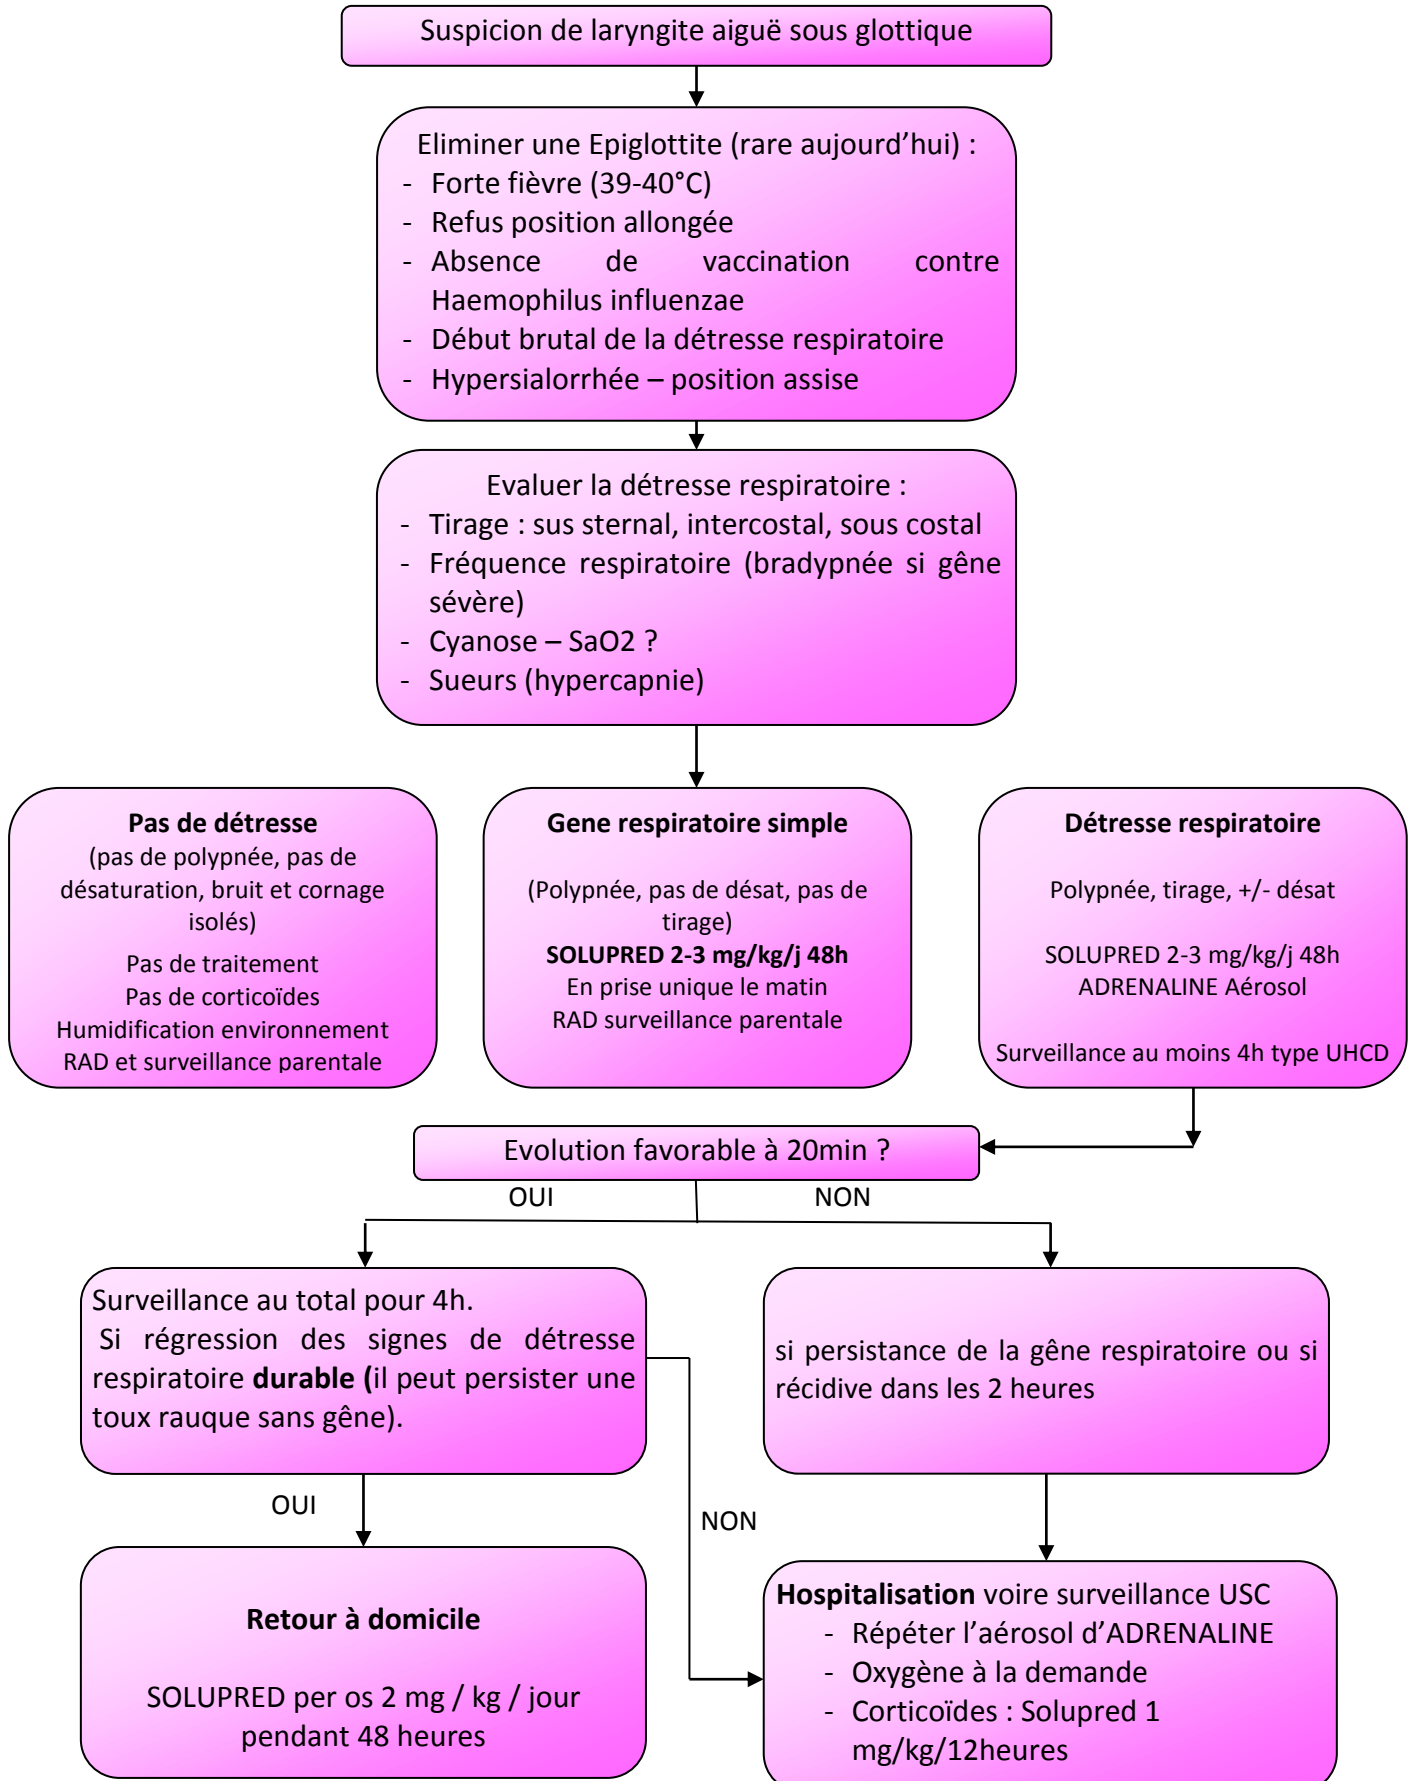 Suspicion de laryngite aiguë sous glottique
Eliminer une Epiglottite (rare aujourd’hui) :
- Forte fièvre (39-40°C)
- Refus position allongée
- Absence de vaccination contre
Haemophilus influenzae
- Début brutal de la détresse respiratoire
- Hypersialorrhée – position assise
Evaluer la détresse respiratoire :
- Tirage : sus sternal, intercostal, sous costal
- Fréquence respiratoire (bradypnée si gêne
sévère)
- Cyanose – SaO2 ?
- Sueurs (hypercapnie)
Pas de détresse
(pas de polypnée, pas de
désaturation, bruit et cornage
isolés)
Pas de traitement
Pas de corticoïdes
Humidification environnement
RAD et surveillance parentale
Gene respiratoire simple
(Polypnée, pas de désat, pas de
tirage)
SOLUPRED 2-3 mg/kg/j 48h
En prise unique le matin
RAD surveillance parentale
Détresse respiratoire
Polypnée, tirage, +/- désat
SOLUPRED 2-3 mg/kg/j 48h
ADRENALINE Aérosol
Surveillance au moins 4h type UHCD
Evolution favorable à 20min ?
OUI
NON
Surveillance au total pour 4h.
Si régression des signes de détresse
respiratoire durable (il peut persister une
toux rauque sans gêne).
si persistance de la gêne respiratoire ou si
récidive dans les 2 heures
OUI
NON
Retour à domicile
SOLUPRED per os 2 mg / kg / jour
pendant 48 heures
Hospitalisation voire surveillance USC
- Répéter l’aérosol d’ADRENALINE
- Oxygène à la demande
- Corticoïdes : Solupred 1
mg/kg/12heures